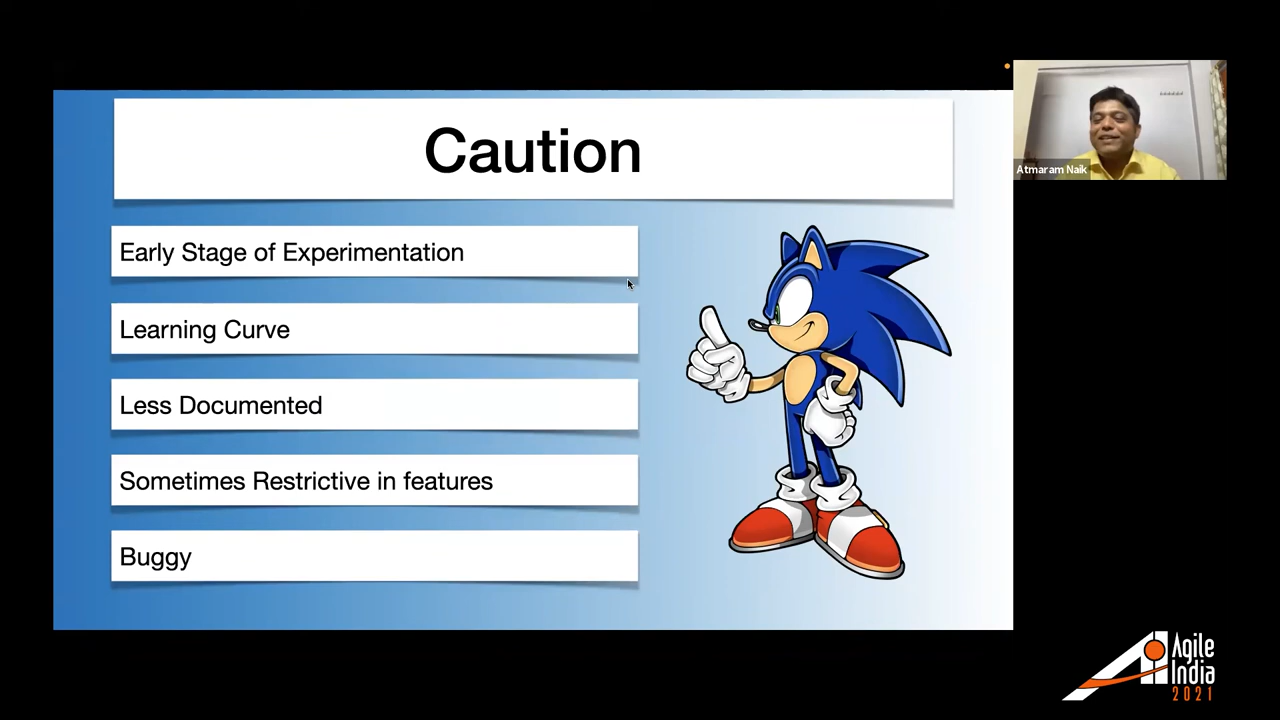 Caution
Early Stage of Experimentation
Learning Curve
Less Documented
Sometimes Restrictive in features
Buggy
Atmaram Naik
Agile
India
2021